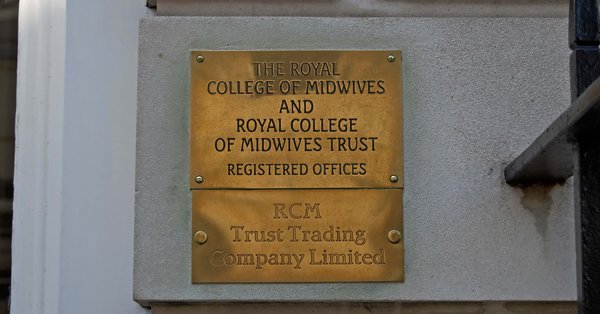 THE ROYAL
COLLEGE OF MIDWIVES
AND
ROYAL COLLEGE
OF MIDWIVES TRUST
REGISTERED OFFICES
RCM
Trust Trading
Company Limited